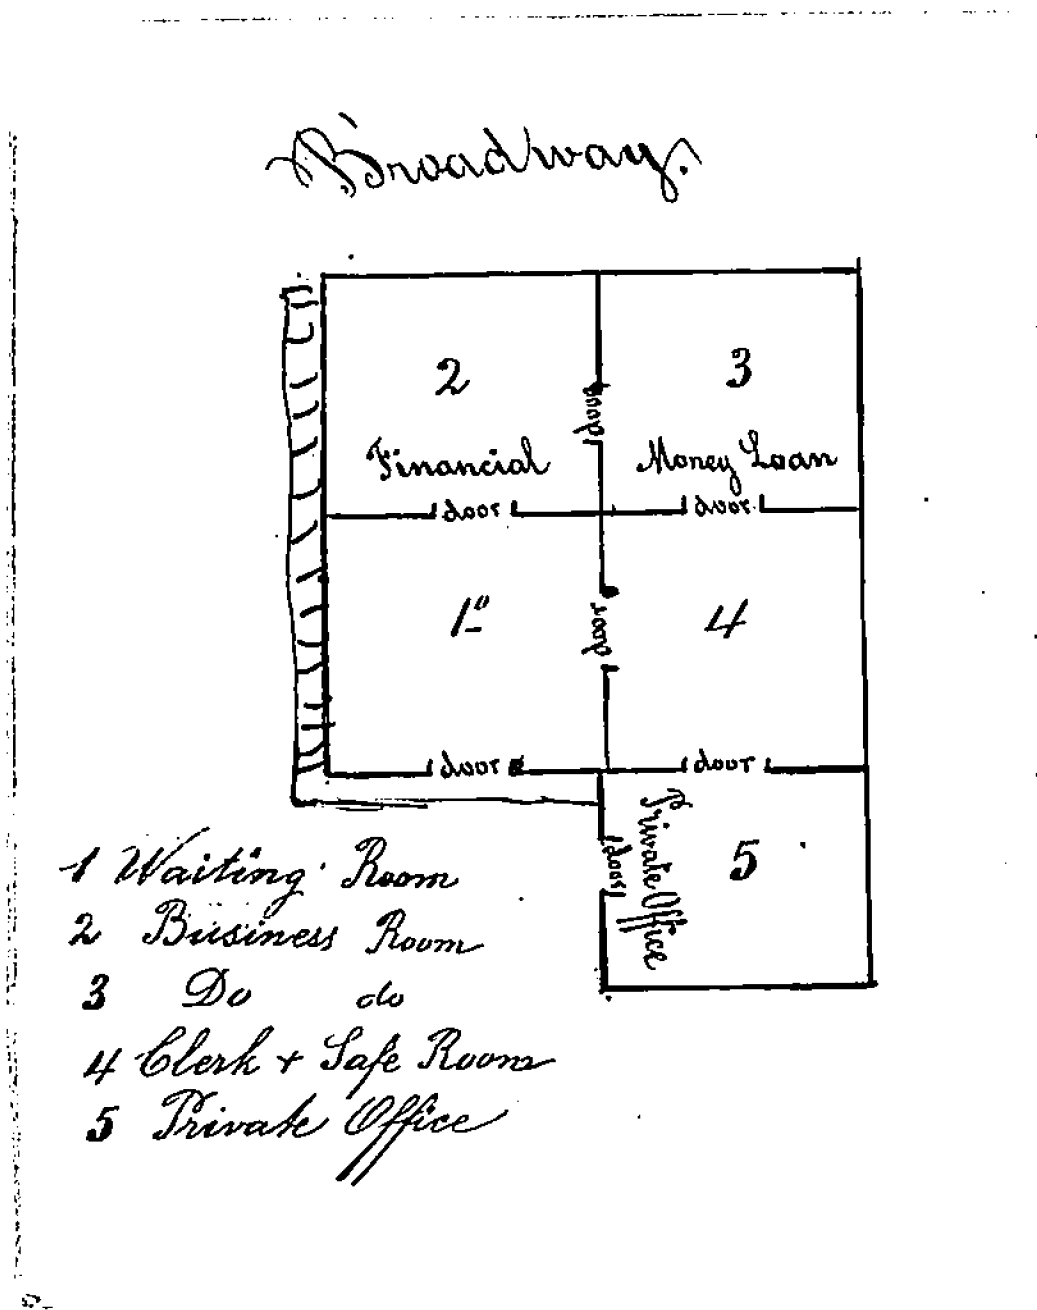 Broadway.
2
3
door
Financial
Money Loan
door
door
1º
4
door
door
door
Private Office
5
door
1 Waiting Room
2 Business Room
3 Do do
4 Clerk + Safe Room
5 Private Office